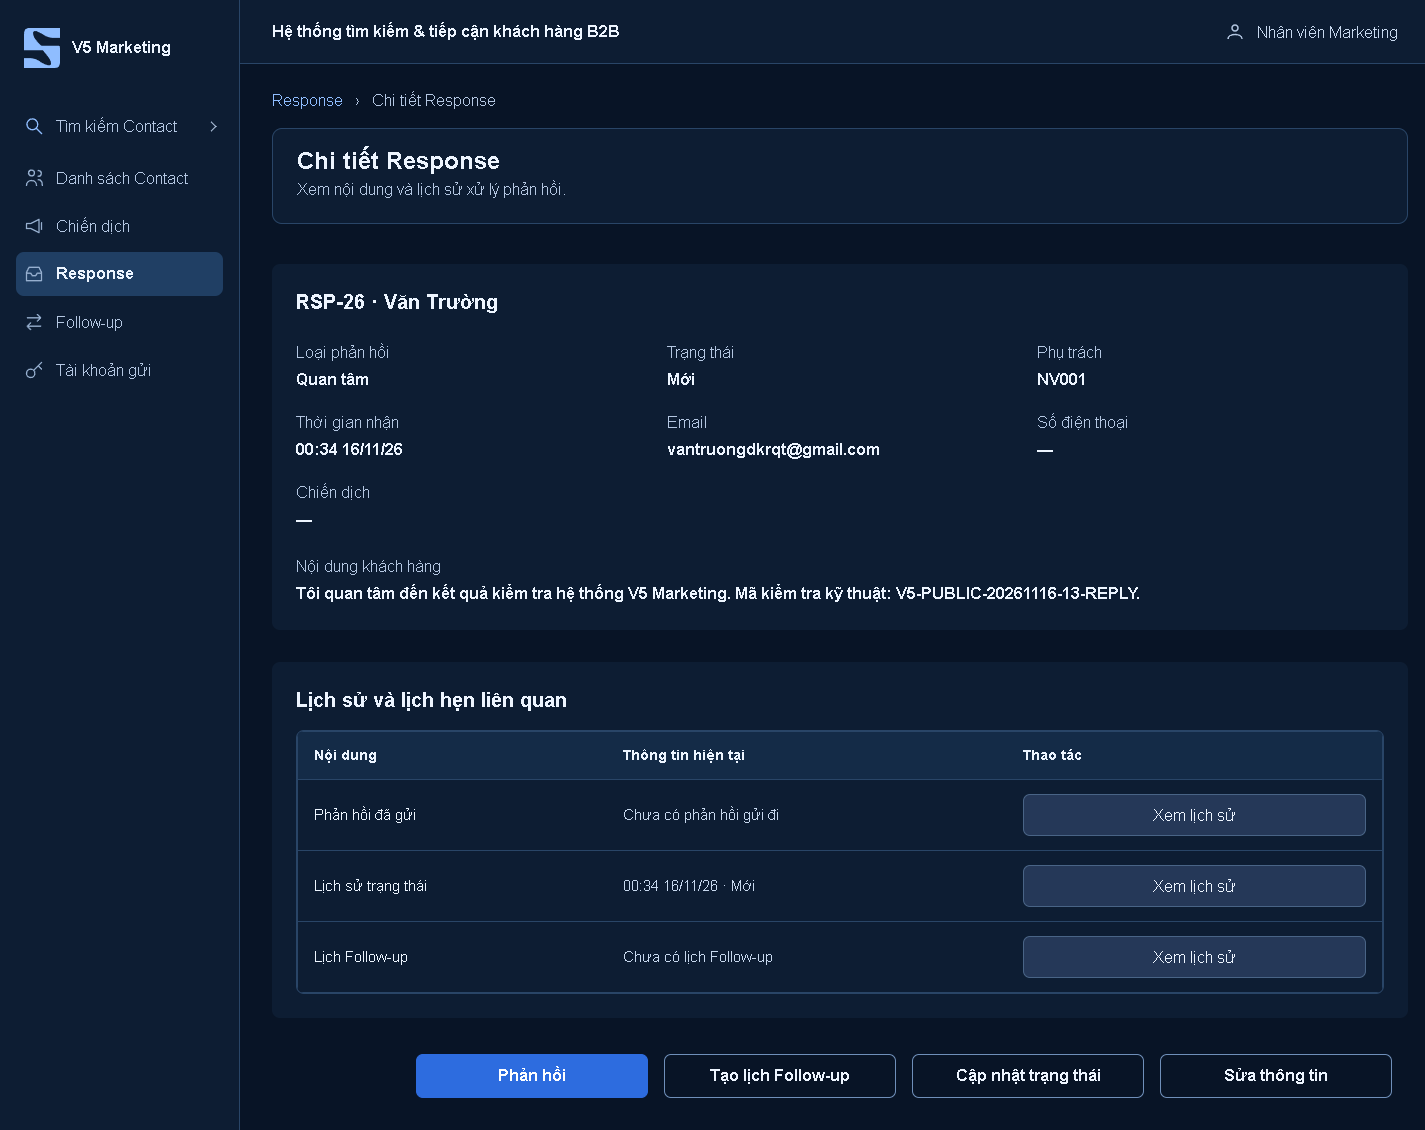 V5 Marketing
Hệ thống tìm kiếm & tiếp cận khách hàng B2B
Nhân viên Marketing
Tìm kiếm Contact
Danh sách Contact
Chiến dịch
Response
Follow-up
Tài khoản gửi
Response › Chi tiết Response
Chi tiết Response
Xem nội dung và lịch sử xử lý phản hồi.
RSP-26 · Văn Trường
Loại phản hồi
Quan tâm
Trạng thái
Mới
Phụ trách
NV001
Thời gian nhận
00:34 16/11/26
Email
vantruongdkrqt@gmail.com
Số điện thoại
—
Chiến dịch
—
Nội dung khách hàng
Tôi quan tâm đến kết quả kiểm tra hệ thống V5 Marketing. Mã kiểm tra kỹ thuật: V5-PUBLIC-20261116-13-REPLY.
Lịch sử và lịch hẹn liên quan
Nội dung Thông tin hiện tại Thao tác
Phản hồi đã gửi Chưa có phản hồi gửi đi Xem lịch sử
Lịch sử trạng thái 00:34 16/11/26 · Mới Xem lịch sử
Lịch Follow-up Chưa có lịch Follow-up Xem lịch sử
Phản hồi Tạo lịch Follow-up Cập nhật trạng thái Sửa thông tin